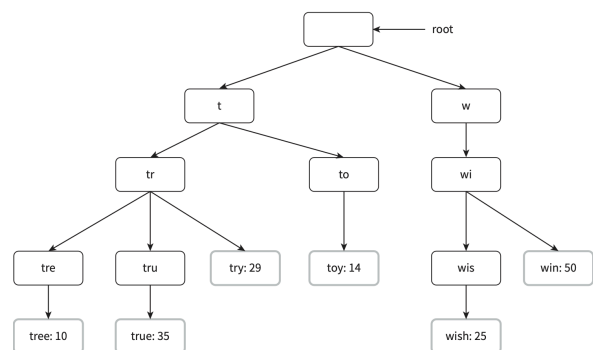 root
t
w
tr
to
wi
tre
tru
try: 29
toy: 14
wis
win: 50
tree: 10
true: 35
wish: 25